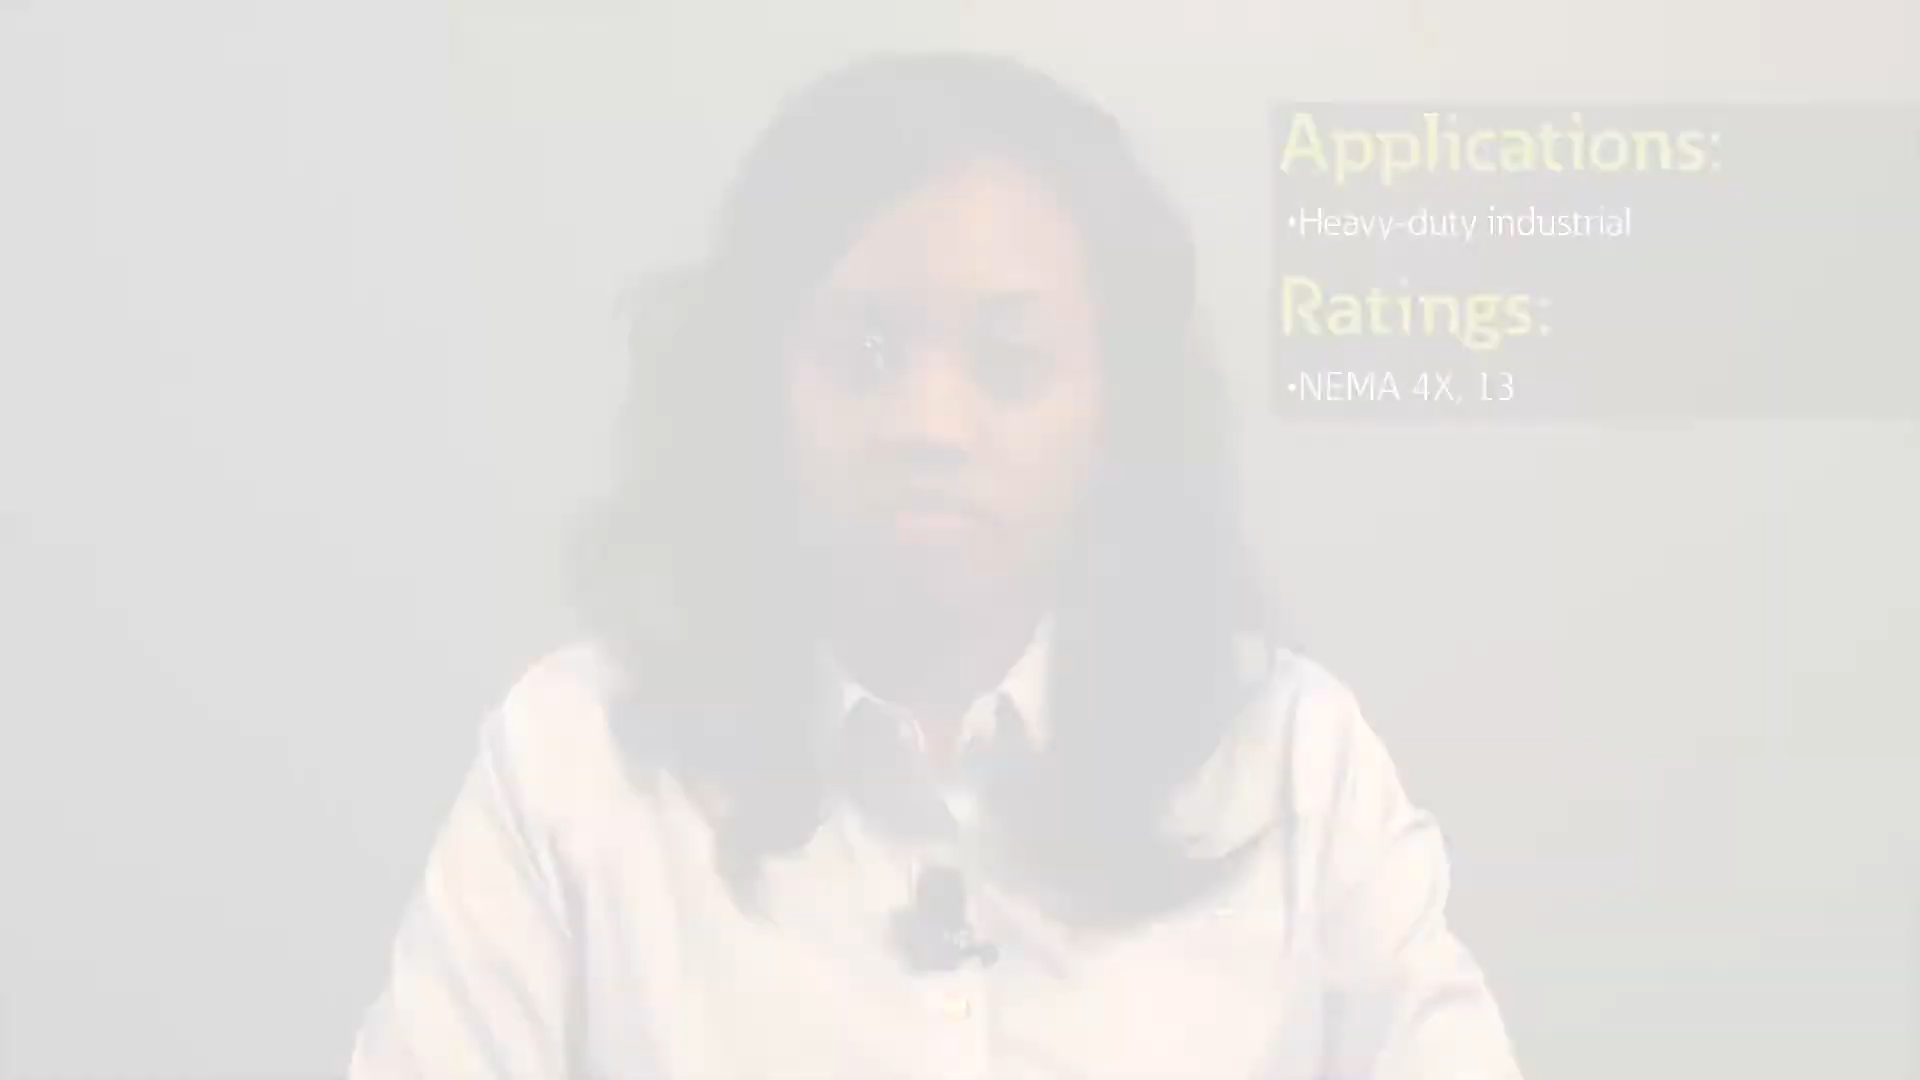 Applications:
•Heavy-duty industrial
Ratings:
•NEMA 4X, 13